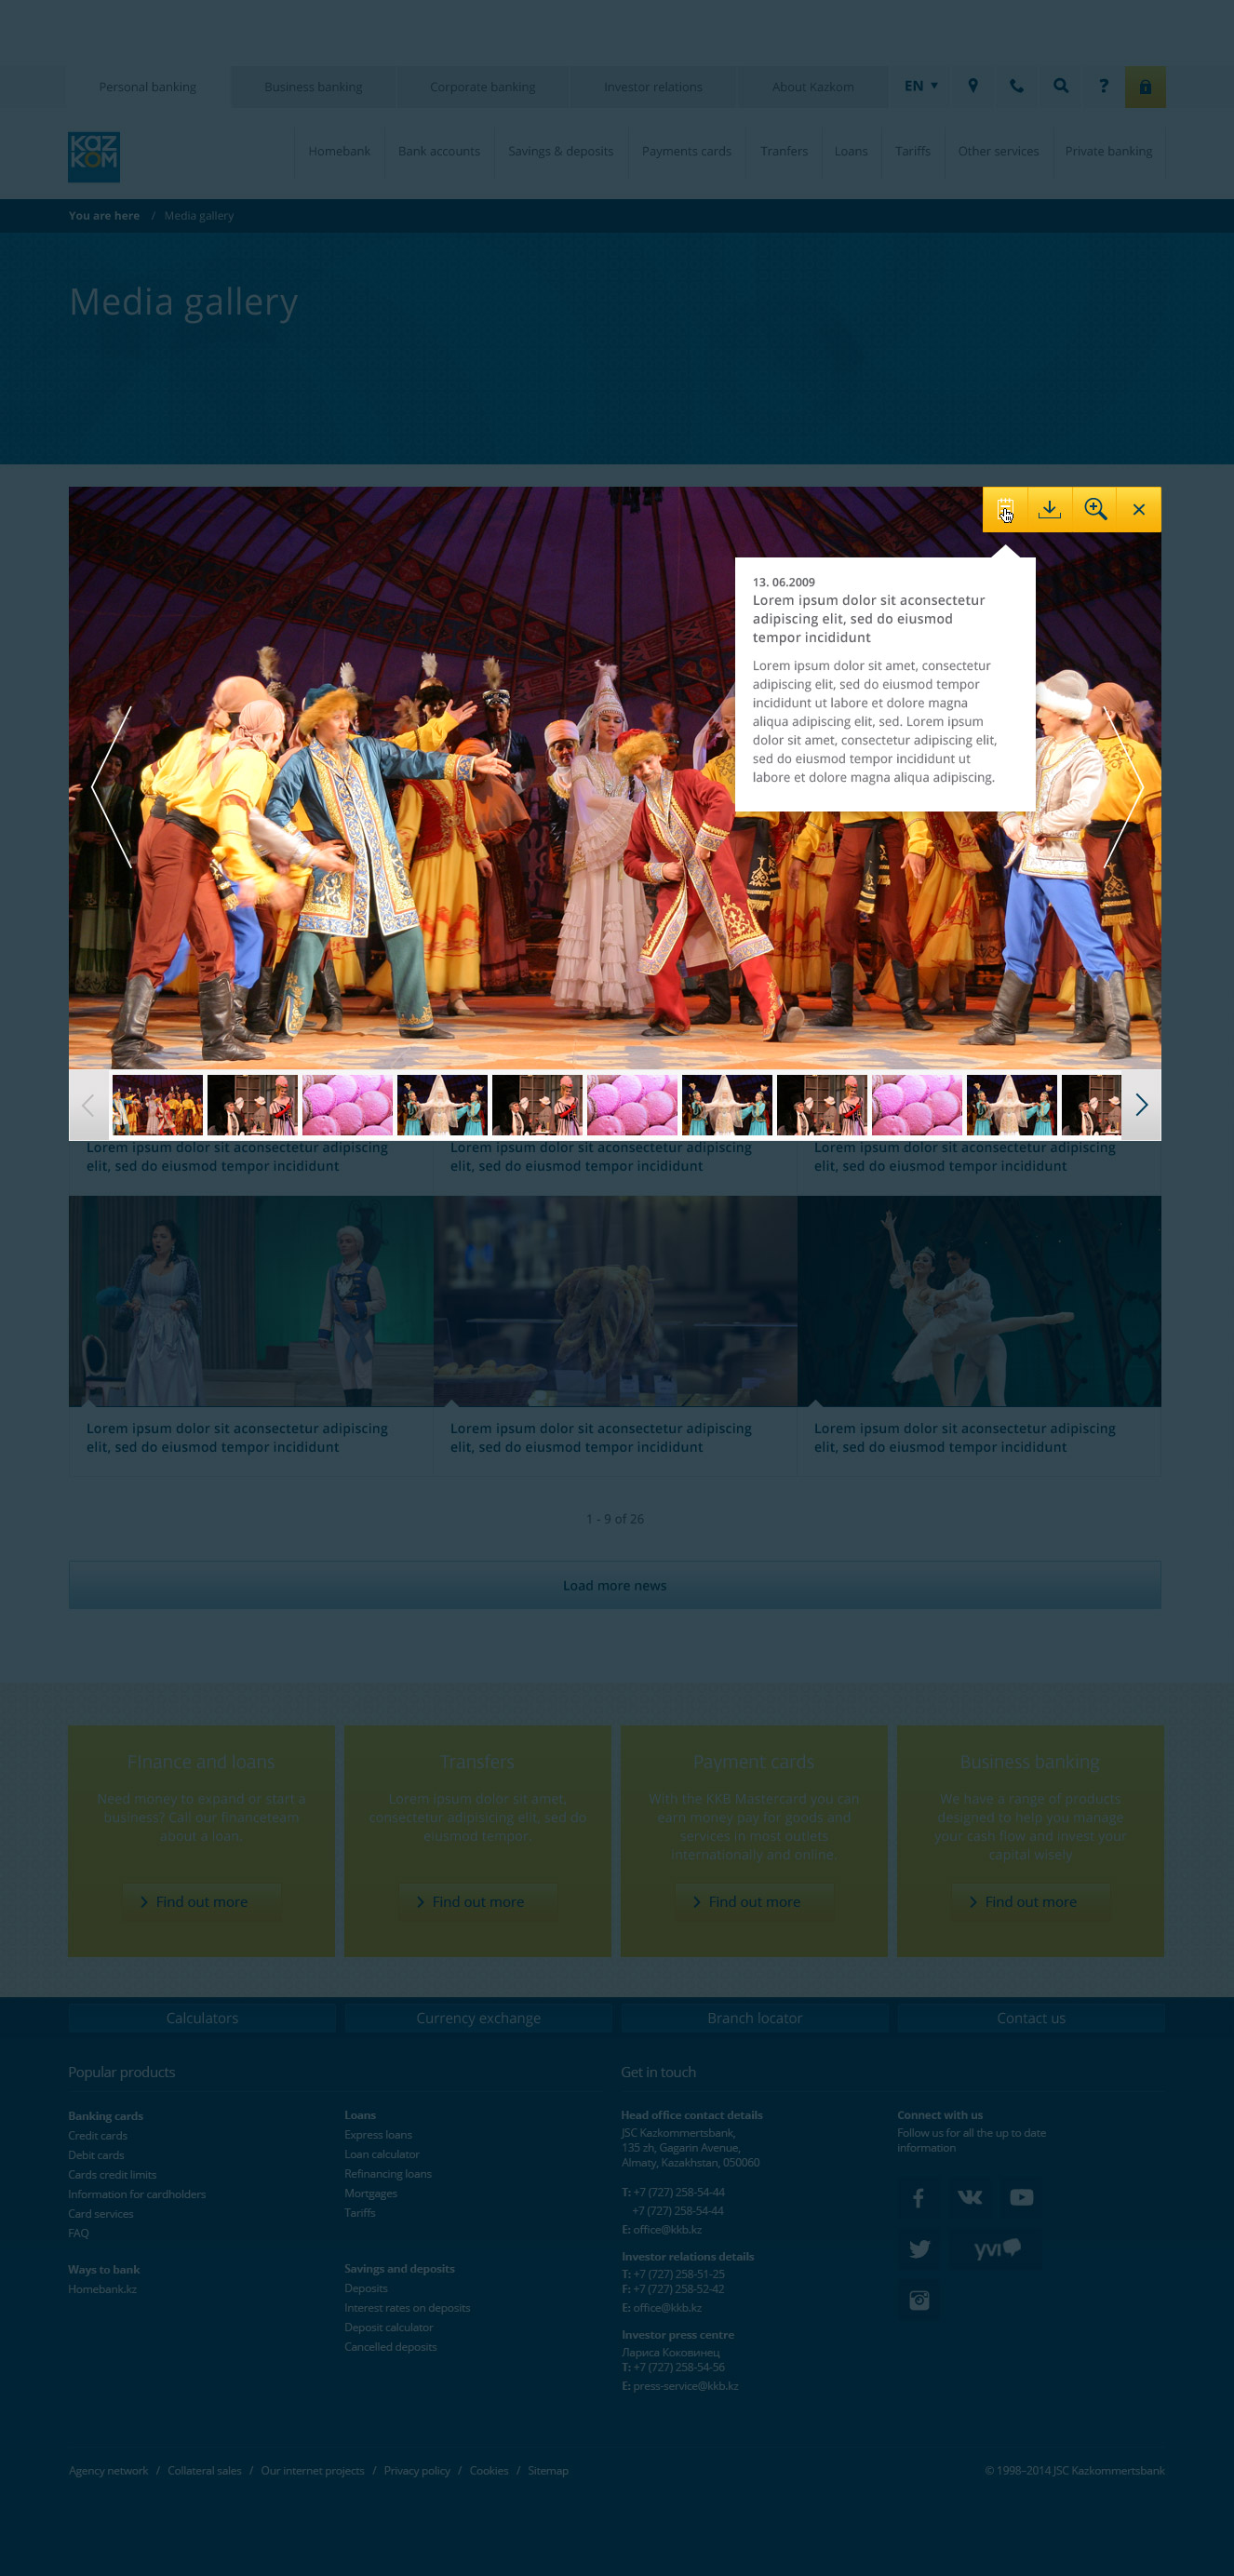 Personal banking
Business banking
Corporate banking
Investor relations
About Kazkom
EN
?
KAZ
KOM
Homebank
Bank accounts
Savings & deposits
Payments cards
Tranfers
Loans
Tariffs
Other services
Private banking
You are here / Media gallery
Media gallery
13. 06.2009
Lorem ipsum dolor sit aconsectetur
adipiscing elit, sed do eiusmod
tempor incididunt
Lorem ipsum dolor sit amet, consectetur
adipiscing elit, sed do eiusmod tempor
incididunt ut labore et dolore magna
aliqua adipiscing elit, sed. Lorem ipsum
dolor sit amet, consectetur adipiscing elit,
sed do eiusmod tempor incididunt ut
labore et dolore magna aliqua adipiscing.
Lorem ipsum dolor sit aconsectetur adipiscing
elit, sed do eiusmod tempor incididunt
Lorem ipsum dolor sit aconsectetur adipiscing
elit, sed do eiusmod tempor incididunt
Lorem ipsum dolor sit aconsectetur adipiscing
elit, sed do eiusmod tempor incididunt
Lorem ipsum dolor sit aconsectetur adipiscing
elit, sed do eiusmod tempor incididunt
Lorem ipsum dolor sit aconsectetur adipiscing
elit, sed do eiusmod tempor incididunt
Lorem ipsum dolor sit aconsectetur adipiscing
elit, sed do eiusmod tempor incididunt
1 - 9 of 26
Load more news
FInance and loans
Need money to expand or start a
business? Call our financeteam
about a loan.
Find out more
Transfers
Lorem ipsum dolor sit amet,
consectetur adipisicing elit, sed do
eiusmod tempor
Find out more
Payment cards
With the KKB Mastercard you can
earn money pay for goods and
services in most outlets
internationally and online.
Find out more
Business banking
We have a range of products
designed to help you manage
your cash flow and invest your
capital wisely
Find out more
Calculators
Currency exchange
Branch locator
Contact us
Popular products
Banking cards
Credit cards
Debit cards
Cards credit limits
Information for cardholders
Card services
FAQ
Ways to bank
Homebank.kz
Loans
Express loans
Loan calculator
Refinancing loans
Mortgages
Tariffs
Savings and deposits
Deposits
Interest rates on deposits
Deposit calculator
Cancelled deposits
Get in touch
Head office contact details
JSC Kazkommertsbank,
135 zh, Gagarin Avenue,
Almaty, Kazakhstan, 050060
T: +7 (727) 258-54-44
+7 (727) 258-54-44
E: office@kkb.kz
Investor relations details
T: +7 (727) 258-51-25
F: +7 (727) 258-52-42
E: office@kkb.kz
Investor press centre
Лариса Коковинец
T: +7 (727) 258-54-56
E: press-service@kkb.kz
Connect with us
Follow us for all the up to date
information
yvi
Agency network / Collateral sales / Our internet projects / Privacy policy / Cookies / Sitemap
© 1998–2014 JSC Kazkommertsbank